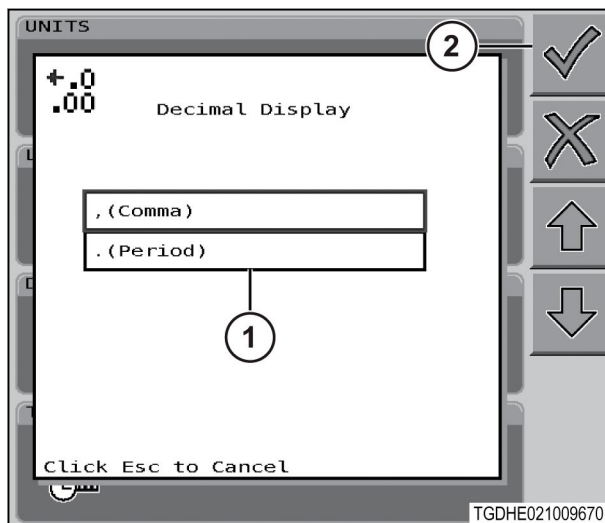 UNITS
2
←.0
.00
Decimal Display
,(Comma)
.(Period)
1
Click Esc to Cancel
TGDHE021009670